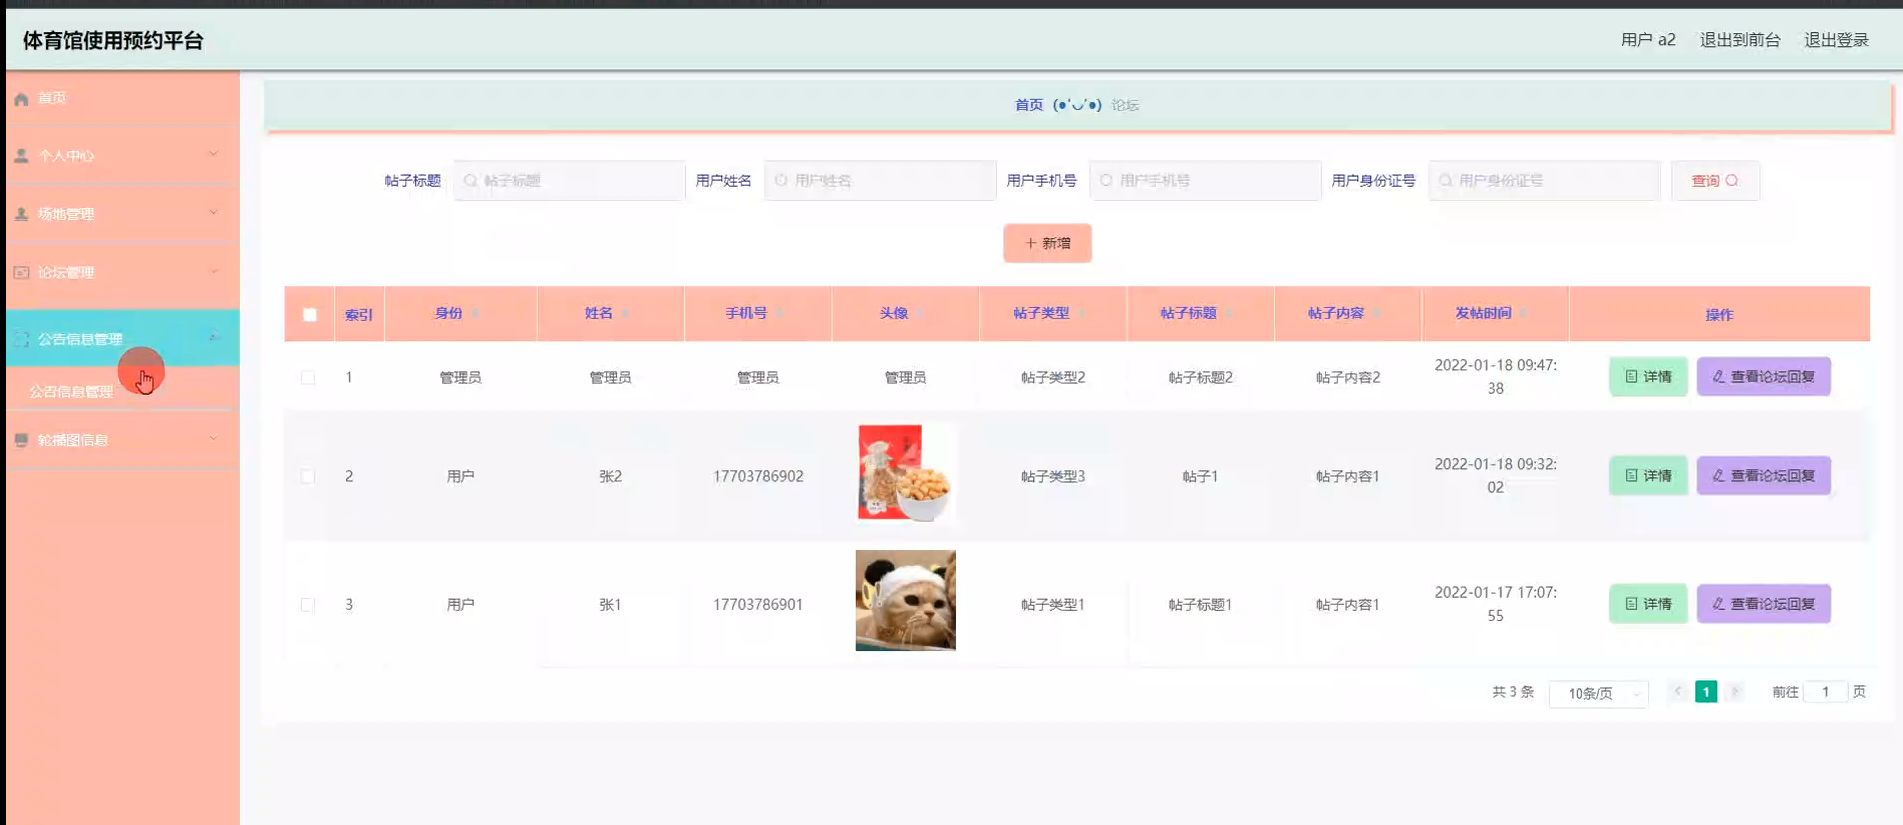 体育馆使用预约平台
用户 a2 退出到前台 退出登录
首页
个人中心
场地管理
论坛管理
公告信息管理
公告信息管理
轮播图信息
首页 (●'◡'●) 论坛
帖子标题 帖子标题 用户姓名 用户姓名 用户手机号 用户手机号 用户身份证号 用户身份证号 查询
+ 新增
索引 身份 姓名 手机号 头像 帖子类型 帖子标题 帖子内容 发帖时间 操作
1 管理员 管理员 管理员 管理员 帖子类型2 帖子标题2 帖子内容2 2022-01-18 09:47:
38 详情 查看论坛回复
2 用户 张2 17703786902 帖子类型3 帖子1 帖子内容1 2022-01-18 09:32:
02 详情 查看论坛回复
3 用户 张1 17703786901 帖子类型1 帖子标题1 帖子内容1 2022-01-17 17:07:
55 详情 查看论坛回复
共 3 条 10条/页 < 1 > 前往 1 页